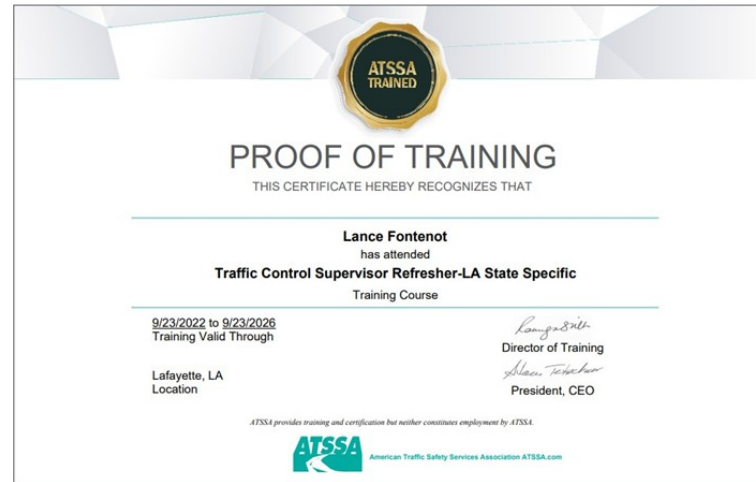 ATSSA
TRAINED
PROOF OF TRAINING
THIS CERTIFICATE HEREBY RECOGNIZES THAT
Lance Fontenot
has attended
Traffic Control Supervisor Refresher-LA State Specific
Training Course
9/23/2022 to 9/23/2026
Training Valid Through
Director of Training
Lafayette, LA
Location
President, CEO
ATSSA provides training and certification but neither constitutes employment by ATSSA.
ATSSA
American Traffic Safety Services Association ATSSA.com